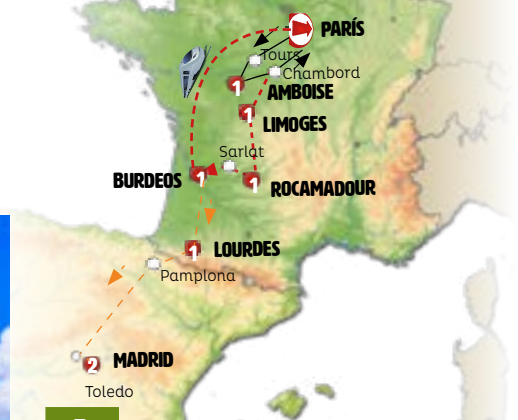 PARÍS
Tours
Chambord
1
AMBOISE
1
LIMOGES
Sarlat
BURDEOS
1
1
ROCAMADOUR
1
LOURDES
Pamplona
2
MADRID
Toledo